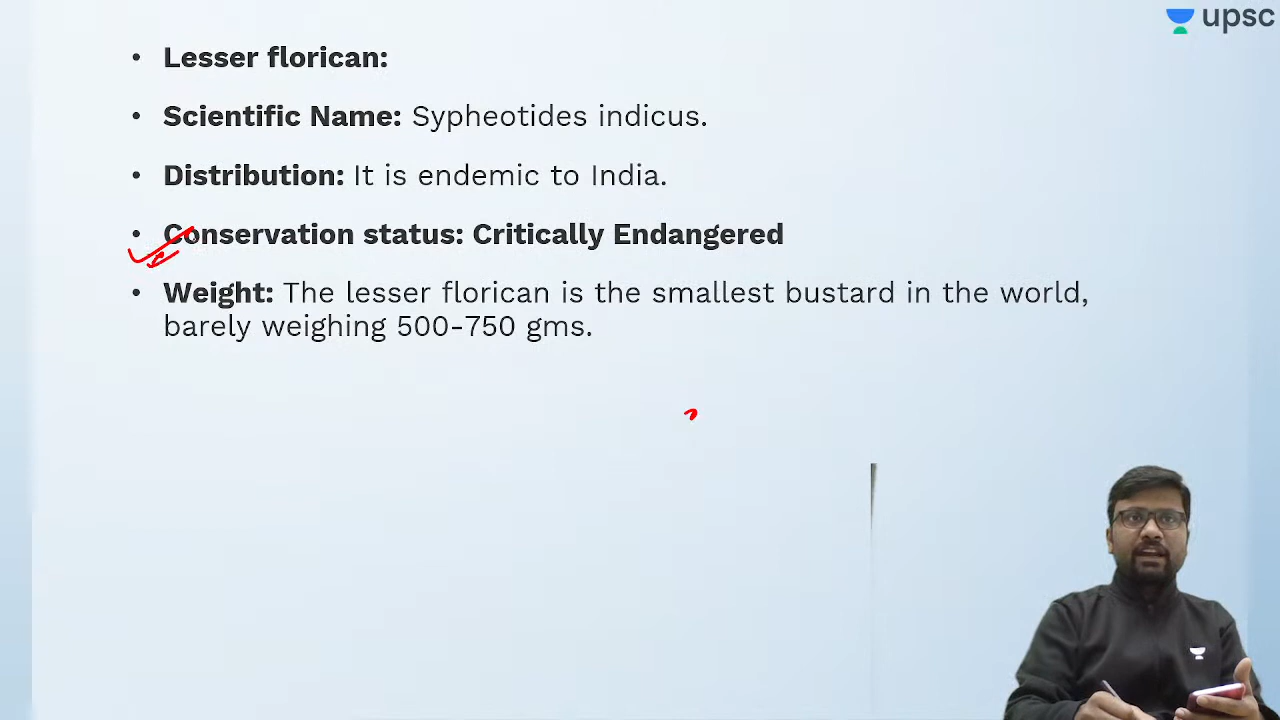 upsc
• Lesser florican:
• Scientific Name: Sypheotides indicus.
• Distribution: It is endemic to India.
• Conservation status: Critically Endangered
• Weight: The lesser florican is the smallest bustard in the world,
barely weighing 500-750 gms.